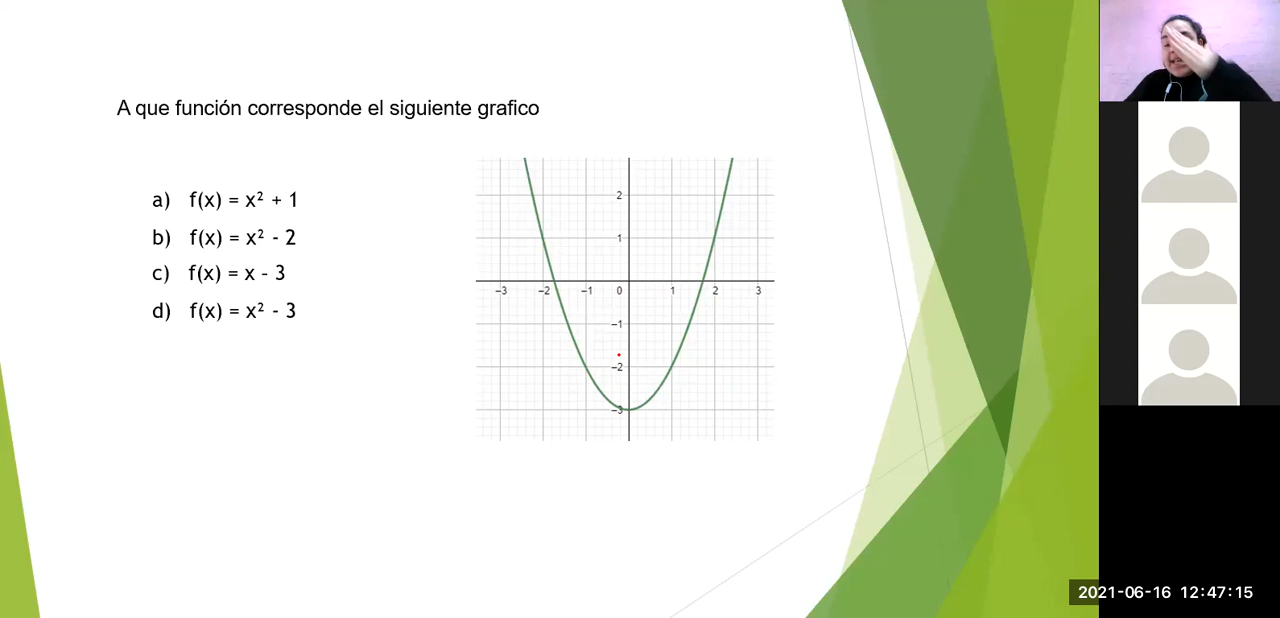 A que función corresponde el siguiente grafico
a) f(x) = x² + 1
b) f(x) = x² - 2
c) f(x) = x - 3
d) f(x) = x² - 3
2
1
−3 −2 −1 0 1 2 3
−1
−2
−3
2021-06-16 12:47:15